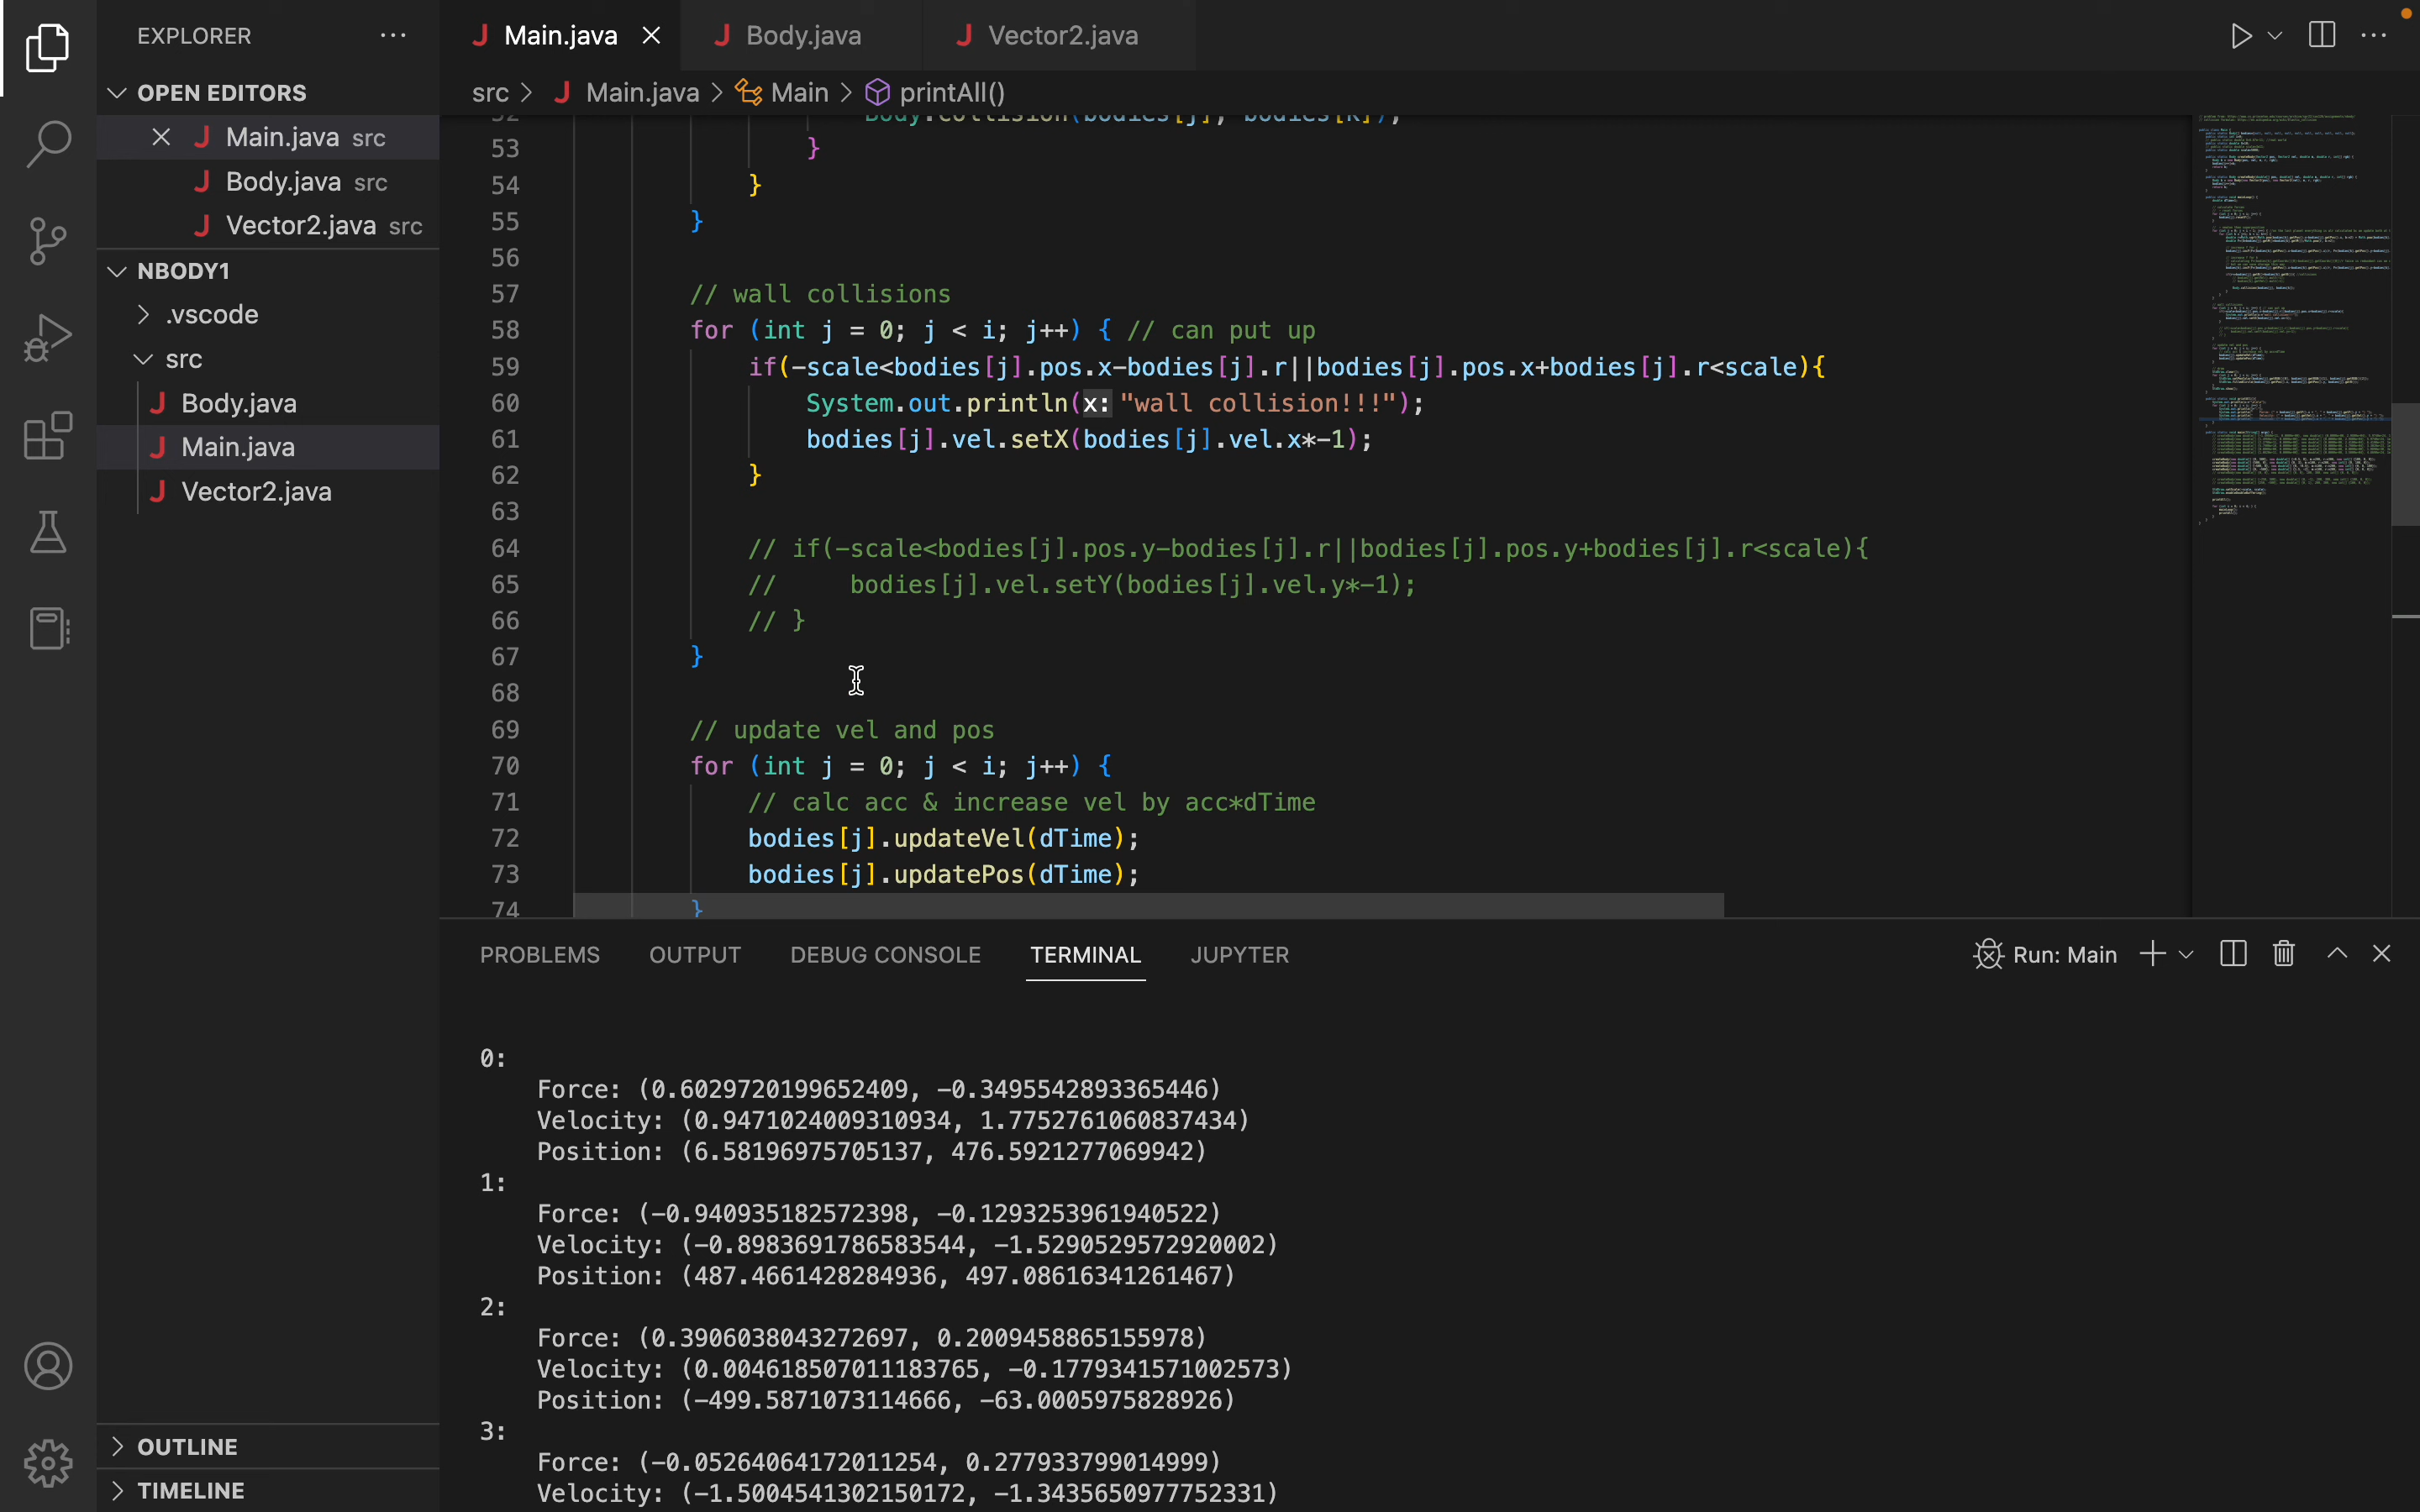 EXPLORER
OPEN EDITORS
Main.java src
Body.java src
Vector2.java src
NBODY1
.vscode
src
Body.java
Main.java
Vector2.java
OUTLINE
TIMELINE
Main.java
Body.java
Vector2.java
src > Main.java > Main > printAll()
52 Body.collision(bodies[j], bodies[k]);
53 }
54 }
55 }
56
57 // wall collisions
58 for (int j = 0; j < i; j++) { // can put up
59 if(-scale<bodies[j].pos.x-bodies[j].r||bodies[j].pos.x+bodies[j].r<scale){
60 System.out.println(x: "wall collision!!!");
61 bodies[j].vel.setX(bodies[j].vel.x*-1);
62 }
63
64 // if(-scale<bodies[j].pos.y-bodies[j].r||bodies[j].pos.y+bodies[j].r<scale){
65 //     bodies[j].vel.setY(bodies[j].vel.y*-1);
66 // }
67 }
68
69 // update vel and pos
70 for (int j = 0; j < i; j++) {
71 // calc acc & increase vel by acc*dTime
72 bodies[j].updateVel(dTime);
73 bodies[j].updatePos(dTime);
74 }
PROBLEMS OUTPUT DEBUG CONSOLE TERMINAL JUPYTER
Run: Main
0:
Force: (0.6029720199652409, -0.3495542893365446)
Velocity: (0.9471024009310934, 1.7752761060837434)
Position: (6.58196975705137, 476.5921277069942)
1:
Force: (-0.940935182572398, -0.1293253961940522)
Velocity: (-0.8983691786583544, -1.5290529572920002)
Position: (487.4661428284936, 497.08616341261467)
2:
Force: (0.3906038043272697, 0.2009458865155978)
Velocity: (0.004618507011183765, -0.1779341571002573)
Position: (-499.5871073114666, -63.0005975828926)
3:
Force: (-0.05264064172011254, 0.277933799014999)
Velocity: (-1.5004541302150172, -1.3435650977752331)